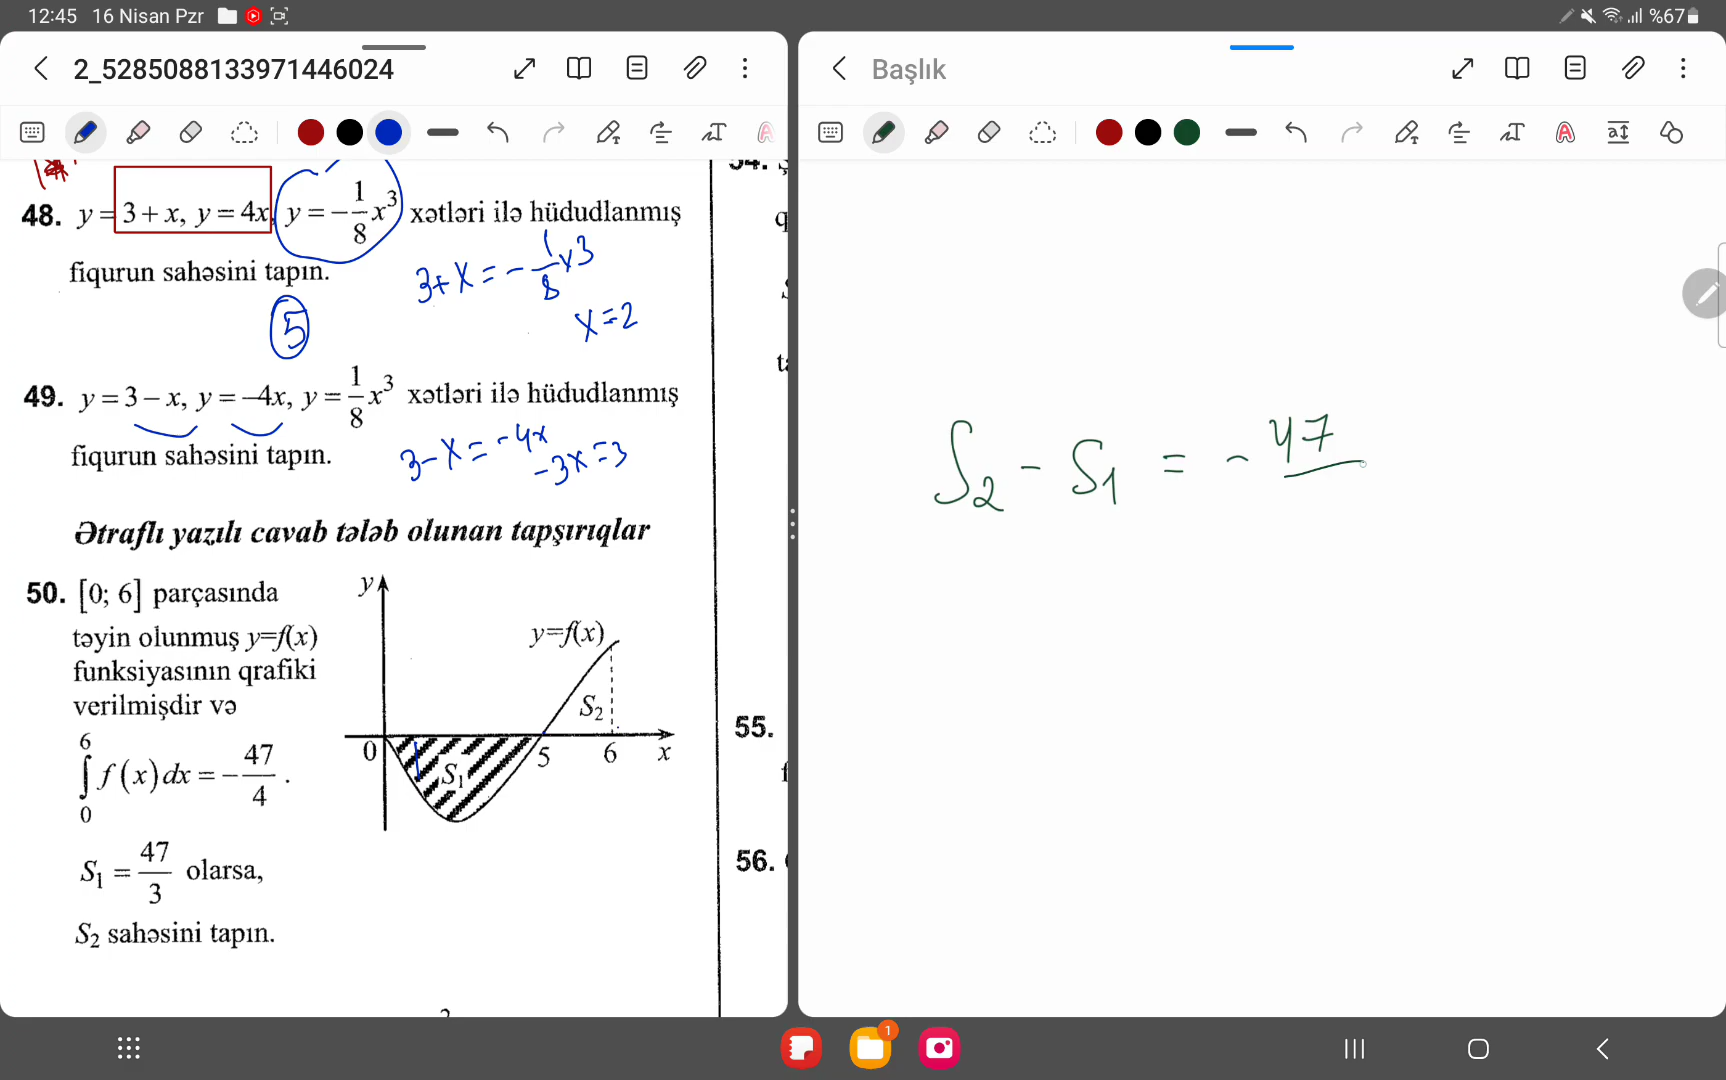 12:45 16 Nisan Pzr %67
2_5285088133971446024
Başlık
48. y = 3 + x, y = 4x, y = -1/8 x³ xətləri ilə hüdudlanmış
fiqurun sahəsini tapın.
3+x = -1/8 x3
x=2
5
49. y = 3 – x, y = –4x, y = 1/8 x³ xətləri ilə hüdudlanmış
fiqurun sahəsini tapın.
3-x = -4x
-3x=3
Ətraflı yazılı cavab tələb olunan tapşırıqlar
50. [0; 6] parçasında
təyin olunmuş y=f(x)
funksiyasının qrafiki
verilmişdir və
∫₀⁶ f(x)dx = -47/4 .
S₁ = 47/3 olarsa,
S₂ sahəsini tapın.
y
y=f(x)
S₂
0 5 6 x
S₁
54.
55.
56.
S₂ - S₁ = - 47
1